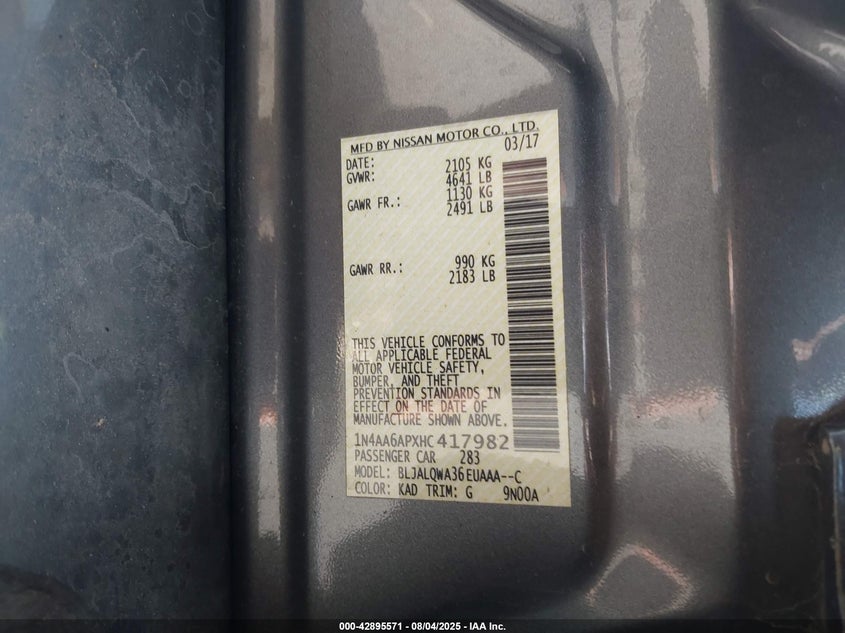 MFD BY NISSAN MOTOR CO., LTD.
DATE: 03/17
GVWR: 2105 KG
4641 LB
GAWR FR.: 1130 KG
2491 LB
GAWR RR.: 990 KG
2183 LB
THIS VEHICLE CONFORMS TO
ALL APPLICABLE FEDERAL
MOTOR VEHICLE SAFETY,
BUMPER, AND THEFT
PREVENTION STANDARDS IN
EFFECT ON THE DATE OF
MANUFACTURE SHOWN ABOVE.
1N4AA6APXHC417982
PASSENGER CAR 283
MODEL: BLJALQWA36EUAAA--C
COLOR: KAD TRIM: G 9N00A
000-42895571 - 08/04/2025 - IAA Inc.